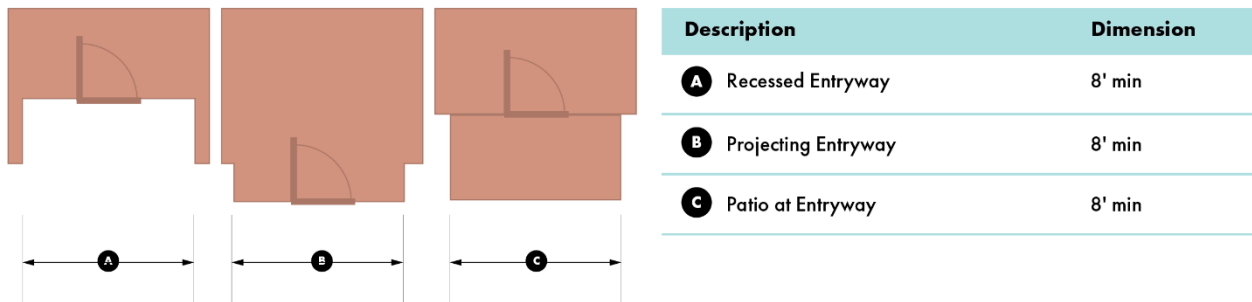 Description Dimension
A Recessed Entryway 8' min
B Projecting Entryway 8' min
C Patio at Entryway 8' min
A B C